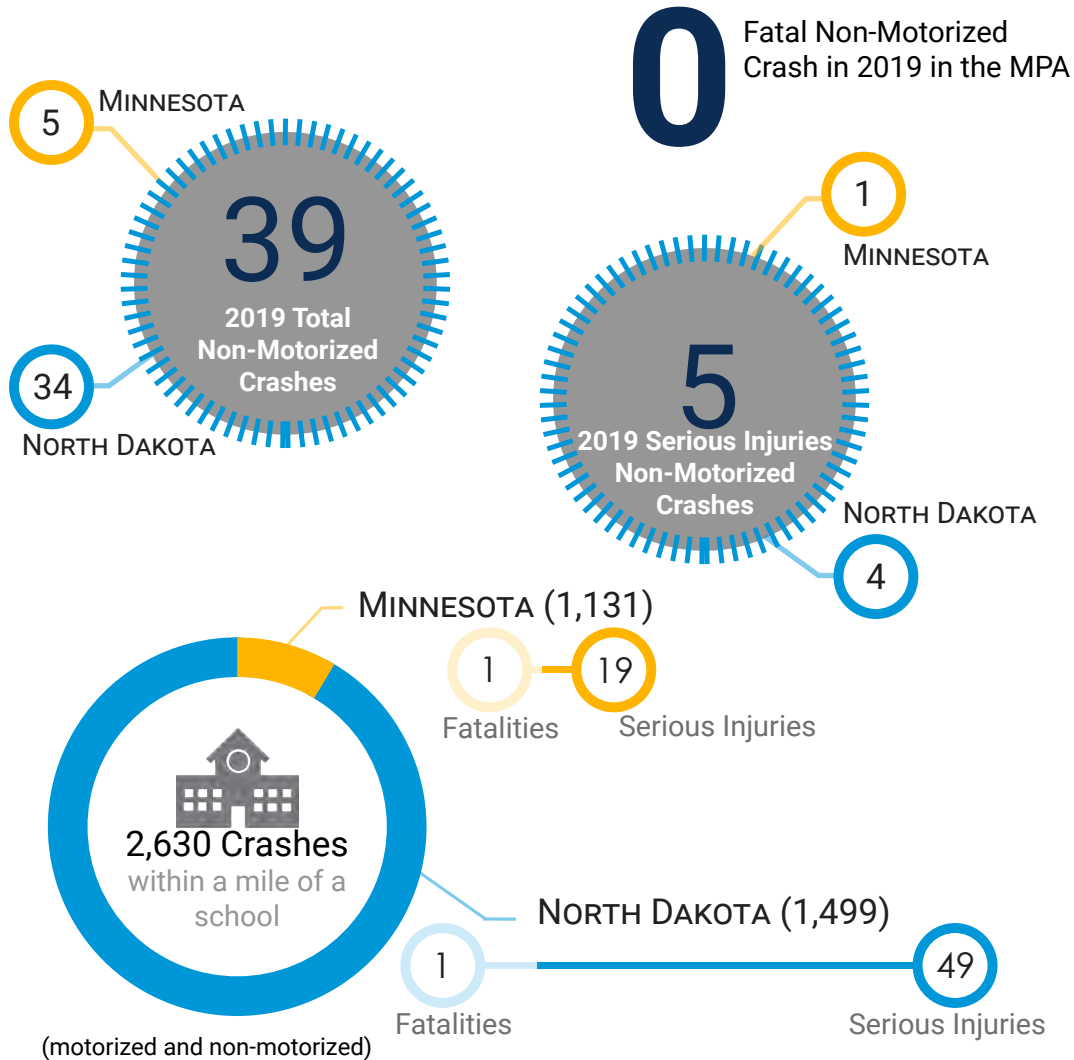 0
Fatal Non-Motorized
Crash in 2019 in the MPA
5
MINNESOTA
39
2019 Total
Non-Motorized
Crashes
34
NORTH DAKOTA
1
MINNESOTA
5
2019 Serious Injuries
Non-Motorized
Crashes
NORTH DAKOTA
4
MINNESOTA (1,131)
1
19
Fatalities
Serious Injuries
2,630 Crashes
within a mile of a
school
NORTH DAKOTA (1,499)
1
49
Fatalities
Serious Injuries
(motorized and non-motorized)